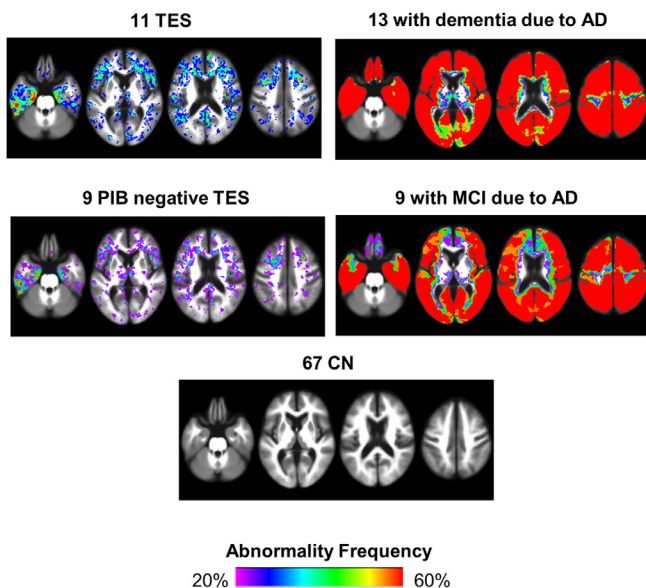 11 TES
13 with dementia due to AD
9 PIB negative TES
9 with MCI due to AD
67 CN
Abnormality Frequency
20%
60%